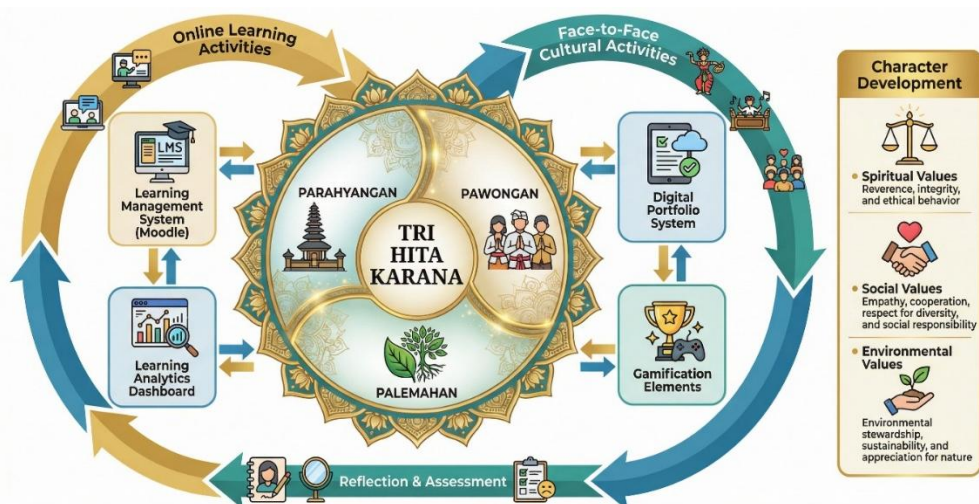 Online Learning
Activities
Face-to-Face
Cultural Activities
LMS
Learning
Management
System
(Moodle)
Learning
Analytics
Dashboard
PARAHYANGAN
PAWONGAN
TRI
HITA
KARANA
PALEMAHAN
Digital
Portfolio
System
Gamification
Elements
Reflection & Assessment
Character
Development
• Spiritual Values
Reverence, integrity,
and ethical behavior
• Social Values
Empathy, cooperation,
respect for diversity,
and social responsibility
• Environmental
Values
Environmental
stewardship,
sustainability, and
appreciation for nature